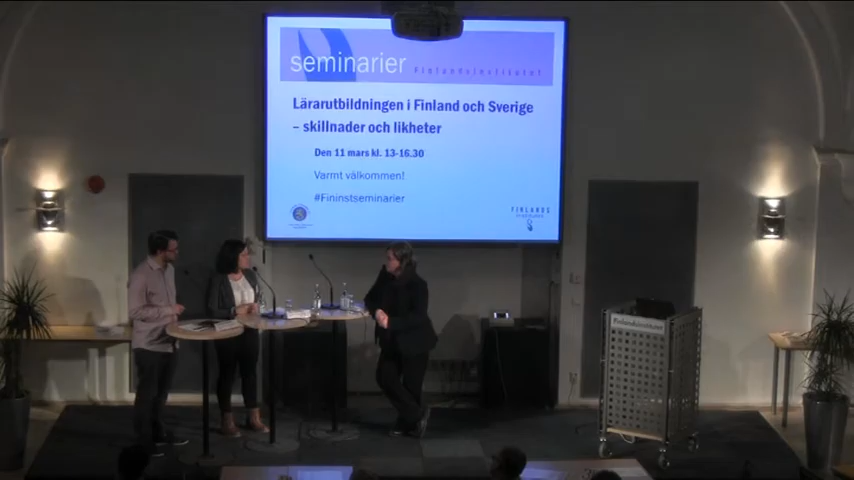 seminarier Finlandsinstitutet
Lärarutbildningen i Finland och Sverige
– skillnader och likheter
Den 11 mars kl. 13-16.30
Varmt välkommen!
#Fininstseminarier
FINLANDS
Finlandsinstitutet